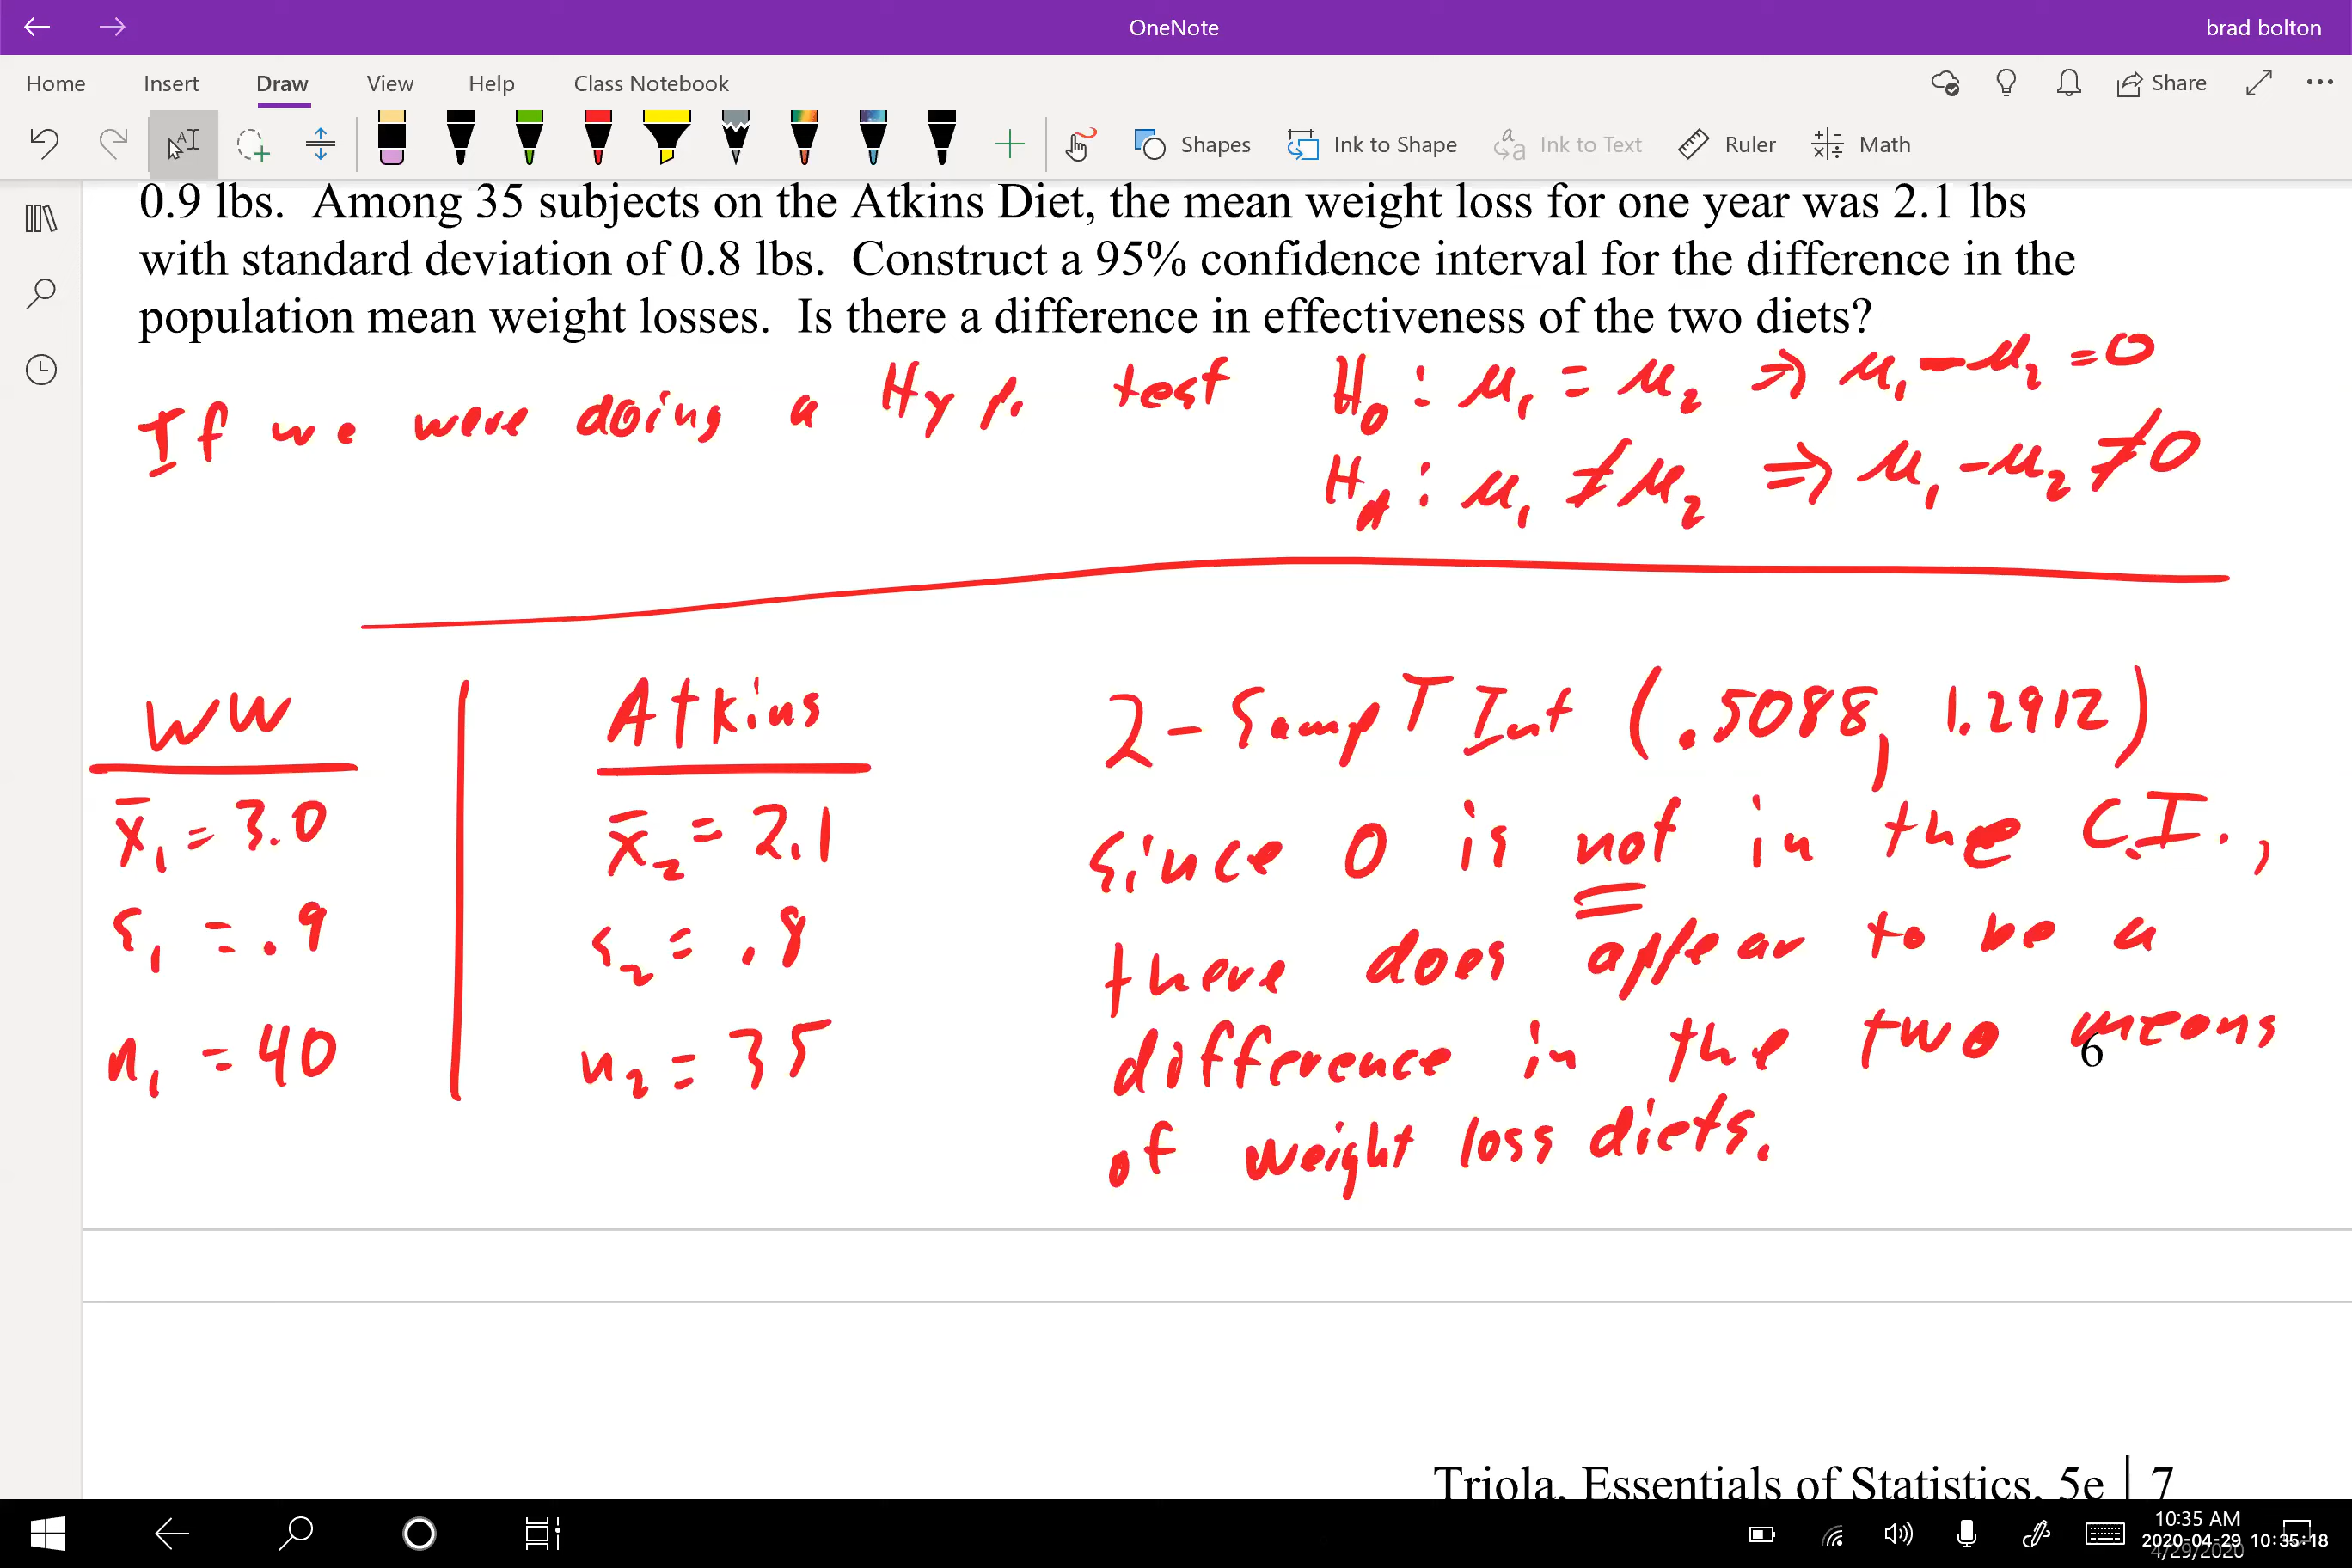 OneNote
brad bolton
Home Insert Draw View Help Class Notebook Share
Shapes Ink to Shape Ink to Text Ruler Math
0.9 lbs. Among 35 subjects on the Atkins Diet, the mean weight loss for one year was 2.1 lbs
with standard deviation of 0.8 lbs. Construct a 95% confidence interval for the difference in the
population mean weight losses. Is there a difference in effectiveness of the two diets?
If we were doing a Hyp. test H₀ : μ₁ = μ₂ ⇒ μ₁ − μ₂ = 0
H_A : μ₁ ≠ μ₂ ⇒ μ₁ − μ₂ ≠ 0
WW
x̄₁ = 3.0
s₁ = .9
n₁ = 40
Atkins
x̄₂ = 2.1
s₂ = .8
n₂ = 35
2-SampTInt (.5088, 1.2912)
since 0 is not in the C.I.,
there does appear to be a
difference in the two means
of weight loss diets.
6
Triola, Essentials of Statistics, 5e | 7
10:35 AM
2020-04-29 10:35:18
4/29/2020